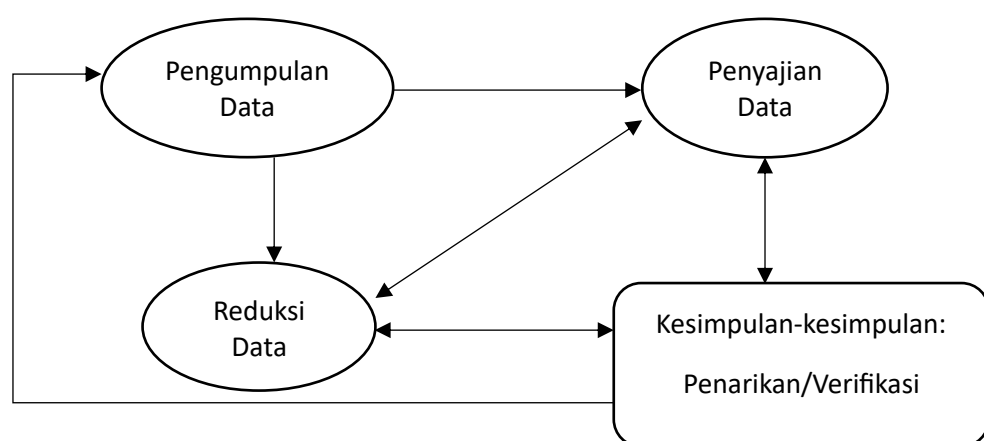 Pengumpulan
Data
Penyajian
Data
Reduksi
Data
Kesimpulan-kesimpulan:
Penarikan/Verifikasi